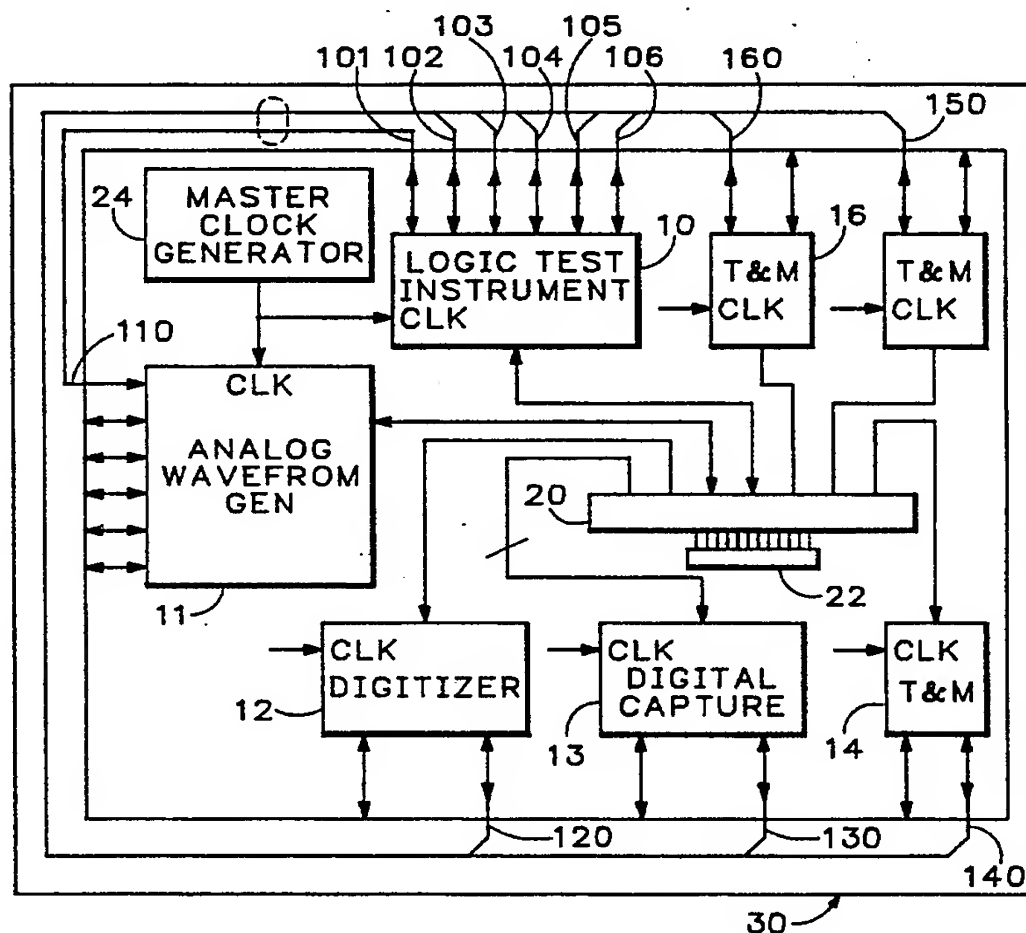 105
103
106
102
104
160
101
150
24
MASTER
CLOCK
GENERATOR
10
16
LOGIC TEST
INSTRUMENT
CLK
T&M
CLK
T&M
CLK
110
CLK
ANALOG
WAVEFROM
GEN
20
22
11
CLK
DIGITIZER
CLK
DIGITAL
CAPTURE
CLK
T&M
12
13
14
120
130
140
30